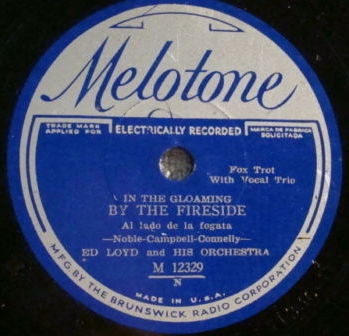 Melotone
TRADE MARK
APPLIED FOR
ELECTRICALLY RECORDED
MARCA DE FABRICA
SOLICITADA
Fox Trot
With Vocal Trio
IN THE GLOAMING
BY THE FIRESIDE
Al lado de la fogata
—Noble-Campbell-Connelly—
ED LOYD and HIS ORCHESTRA
M 12329
N
MADE IN U.S.A.
MFG BY THE BRUNSWICK RADIO CORPORATION